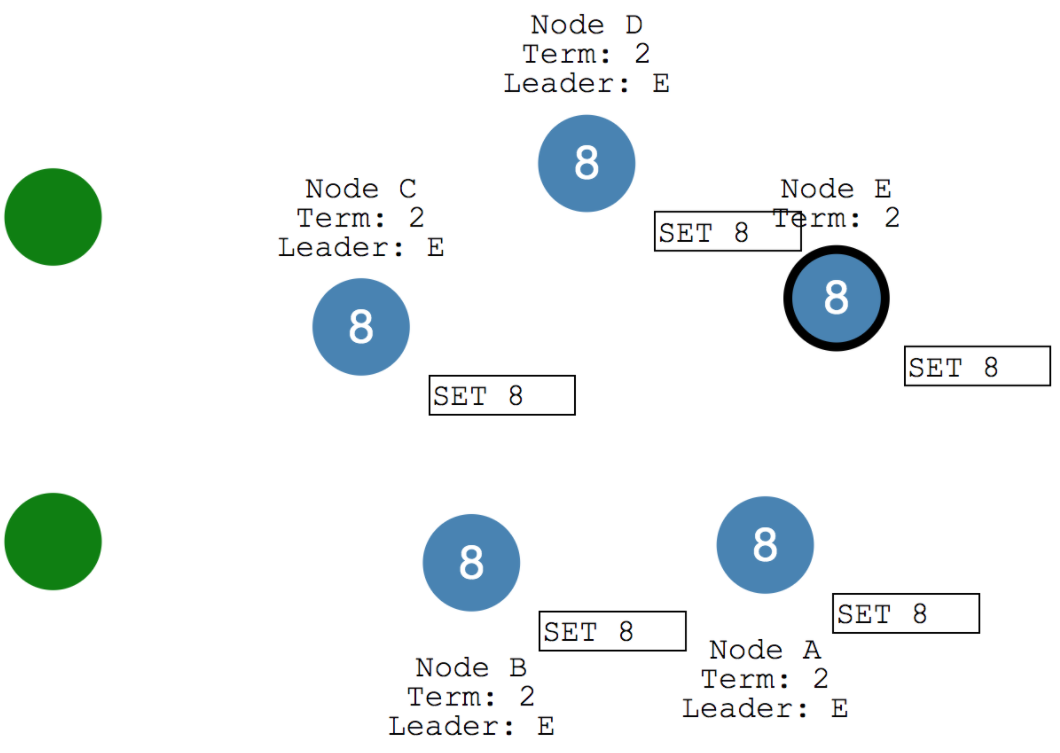 Node D
Term: 2
Leader: E
8
SET 8
Node C
Term: 2
Leader: E
8
SET 8
Node E
Term: 2
8
SET 8
8
SET 8
Node B
Term: 2
Leader: E
8
SET 8
Node A
Term: 2
Leader: E